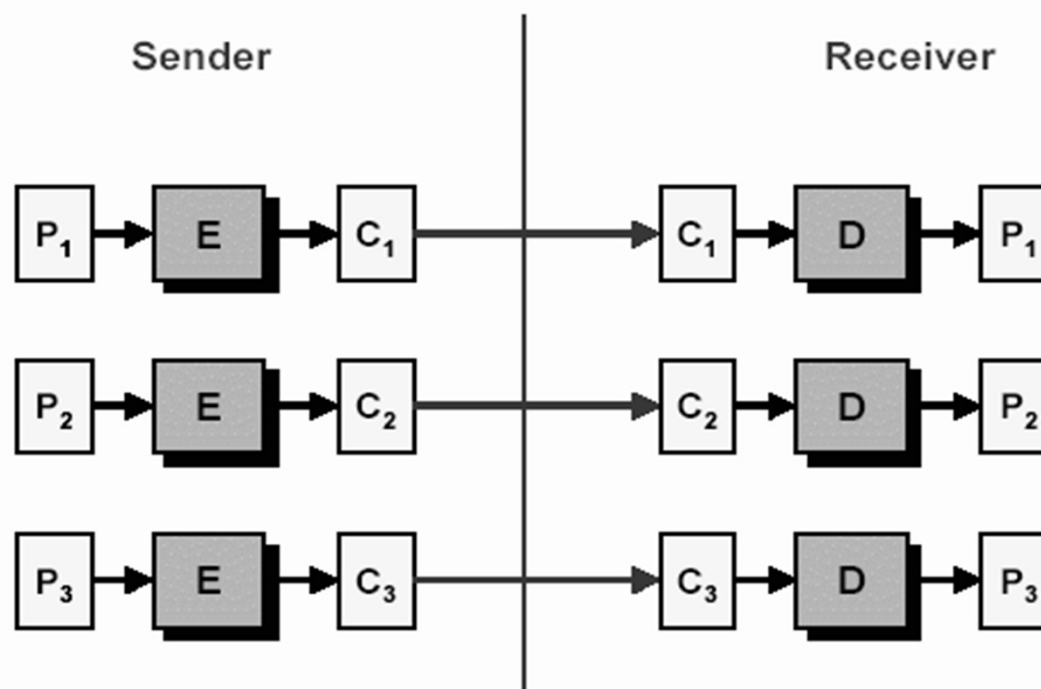 Sender Receiver
P1 E C1 C1 D P1
P2 E C2 C2 D P2
P3 E C3 C3 D P3